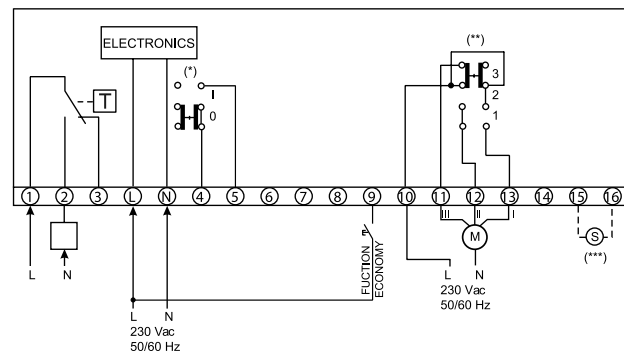 ELECTRONICS
(*)
(**)
I
0
3
2
1
T
1 2 3 L N 4 5 6 7 8 9 10 11 12 13 14 15 16
III II I
L N
M
S
(***)
FUCTION
ECONOMY
L N
230 Vac
50/60 Hz
L N
230 Vac
50/60 Hz